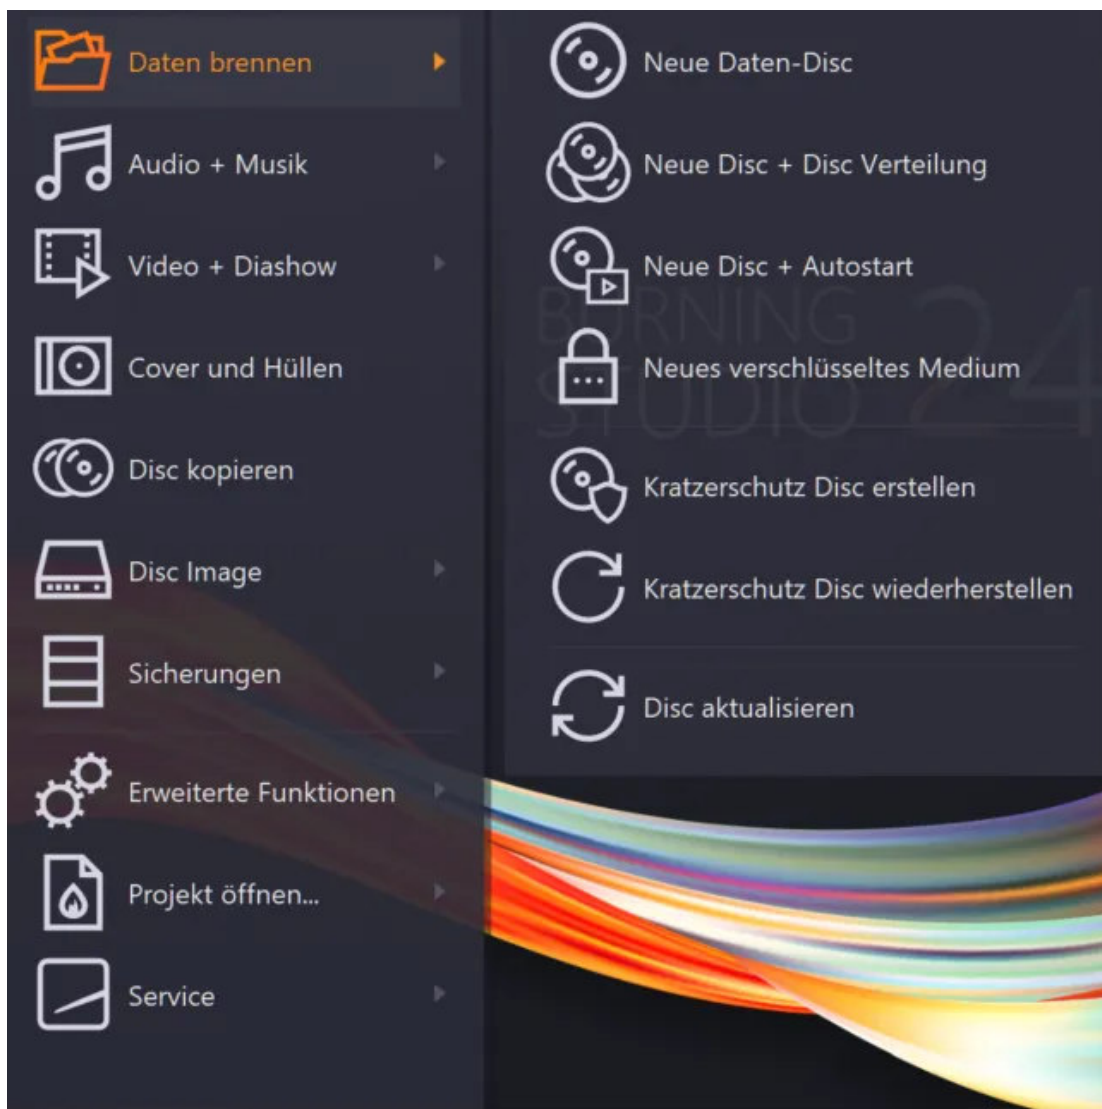 Daten brennen
Audio + Musik
Video + Diashow
Cover und Hüllen
Disc kopieren
Disc Image
Sicherungen
Erweiterte Funktionen
Projekt öffnen...
Service
Neue Daten-Disc
Neue Disc + Disc Verteilung
Neue Disc + Autostart
Neues verschlüsseltes Medium
Kratzerschutz Disc erstellen
Kratzerschutz Disc wiederherstellen
Disc aktualisieren
BURNING
STUDIO 24